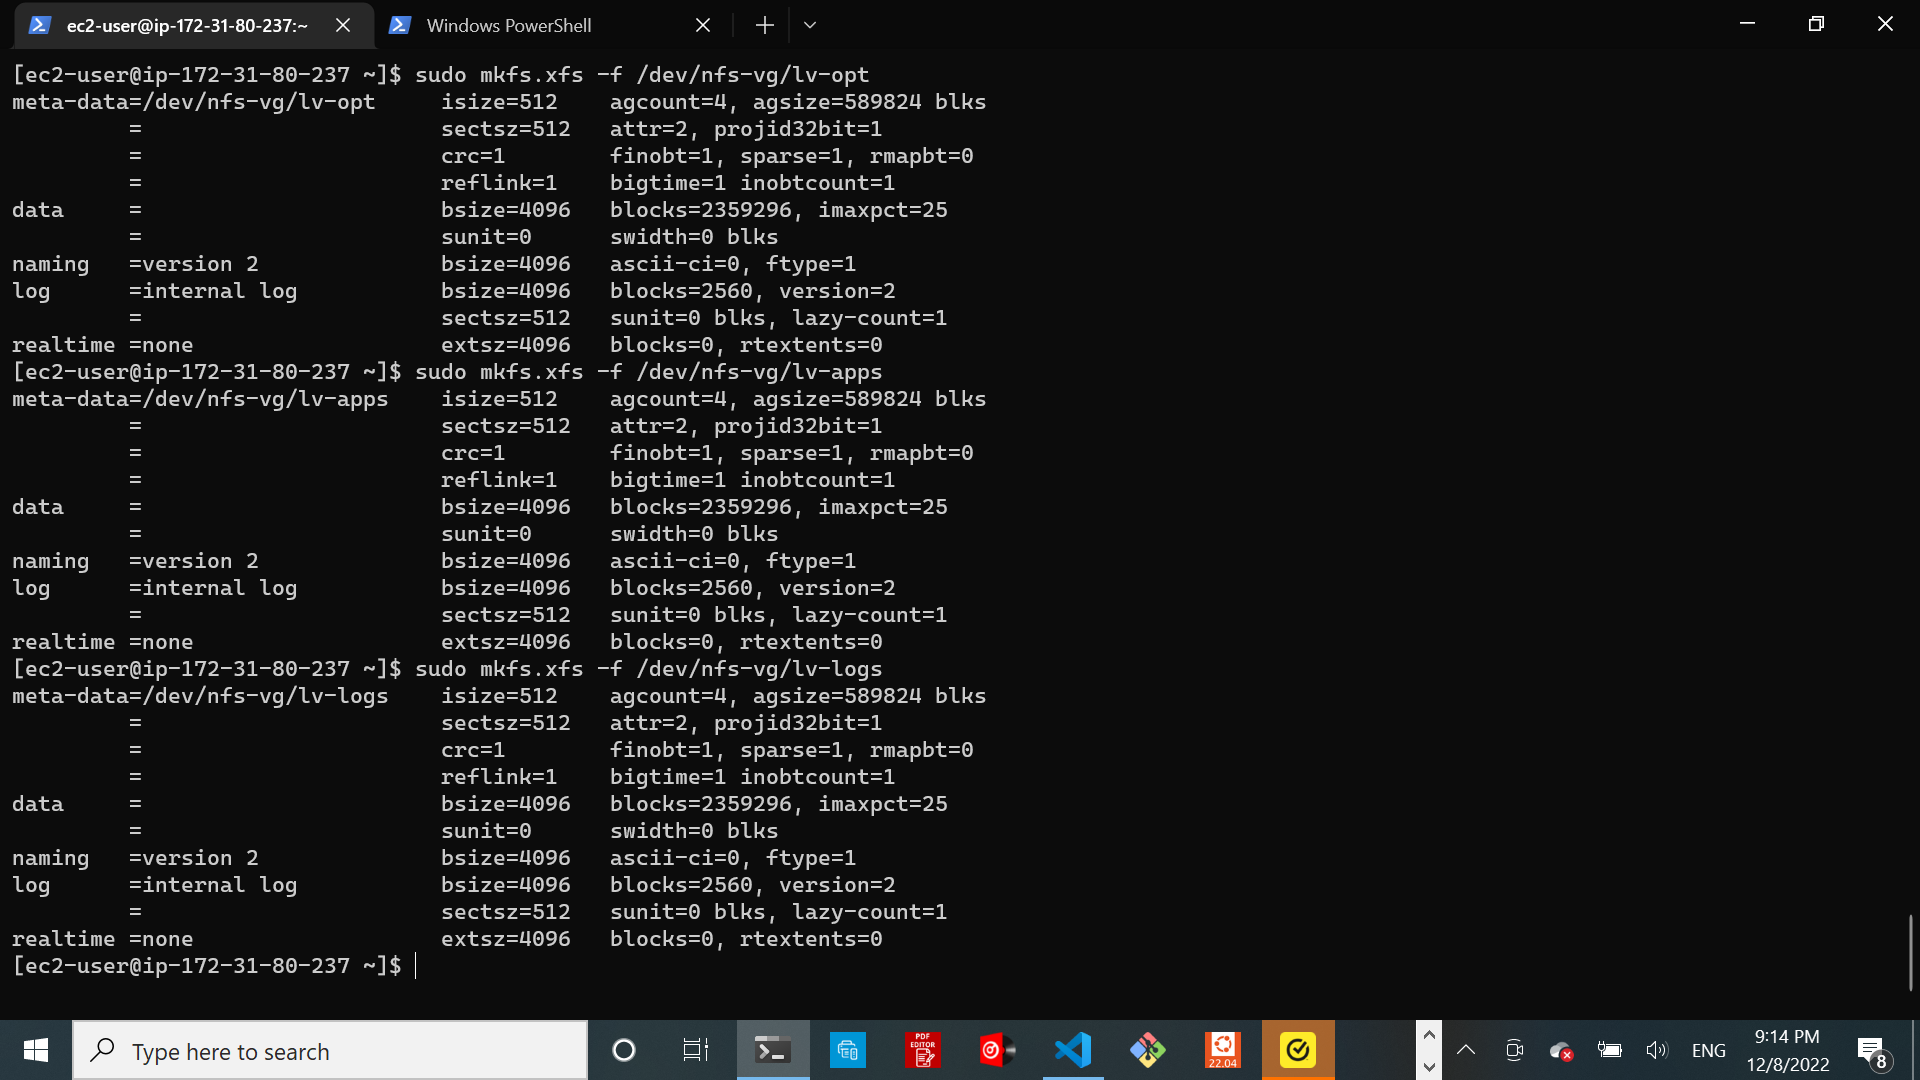 ec2-user@ip-172-31-80-237:~
Windows PowerShell
[ec2-user@ip-172-31-80-237 ~]$ sudo mkfs.xfs -f /dev/nfs-vg/lv-opt
meta-data=/dev/nfs-vg/lv-opt     isize=512    agcount=4, agsize=589824 blks
         =                       sectsz=512   attr=2, projid32bit=1
         =                       crc=1        finobt=1, sparse=1, rmapbt=0
         =                       reflink=1    bigtime=1 inobtcount=1
data     =                       bsize=4096   blocks=2359296, imaxpct=25
         =                       sunit=0      swidth=0 blks
naming   =version 2              bsize=4096   ascii-ci=0, ftype=1
log      =internal log           bsize=4096   blocks=2560, version=2
         =                       sectsz=512   sunit=0 blks, lazy-count=1
realtime =none                   extsz=4096   blocks=0, rtextents=0
[ec2-user@ip-172-31-80-237 ~]$ sudo mkfs.xfs -f /dev/nfs-vg/lv-apps
meta-data=/dev/nfs-vg/lv-apps    isize=512    agcount=4, agsize=589824 blks
         =                       sectsz=512   attr=2, projid32bit=1
         =                       crc=1        finobt=1, sparse=1, rmapbt=0
         =                       reflink=1    bigtime=1 inobtcount=1
data     =                       bsize=4096   blocks=2359296, imaxpct=25
         =                       sunit=0      swidth=0 blks
naming   =version 2              bsize=4096   ascii-ci=0, ftype=1
log      =internal log           bsize=4096   blocks=2560, version=2
         =                       sectsz=512   sunit=0 blks, lazy-count=1
realtime =none                   extsz=4096   blocks=0, rtextents=0
[ec2-user@ip-172-31-80-237 ~]$ sudo mkfs.xfs -f /dev/nfs-vg/lv-logs
meta-data=/dev/nfs-vg/lv-logs    isize=512    agcount=4, agsize=589824 blks
         =                       sectsz=512   attr=2, projid32bit=1
         =                       crc=1        finobt=1, sparse=1, rmapbt=0
         =                       reflink=1    bigtime=1 inobtcount=1
data     =                       bsize=4096   blocks=2359296, imaxpct=25
         =                       sunit=0      swidth=0 blks
naming   =version 2              bsize=4096   ascii-ci=0, ftype=1
log      =internal log           bsize=4096   blocks=2560, version=2
         =                       sectsz=512   sunit=0 blks, lazy-count=1
realtime =none                   extsz=4096   blocks=0, rtextents=0
[ec2-user@ip-172-31-80-237 ~]$
Type here to search
PDF
EDITOR
22.04
ENG
9:14 PM
12/8/2022
8